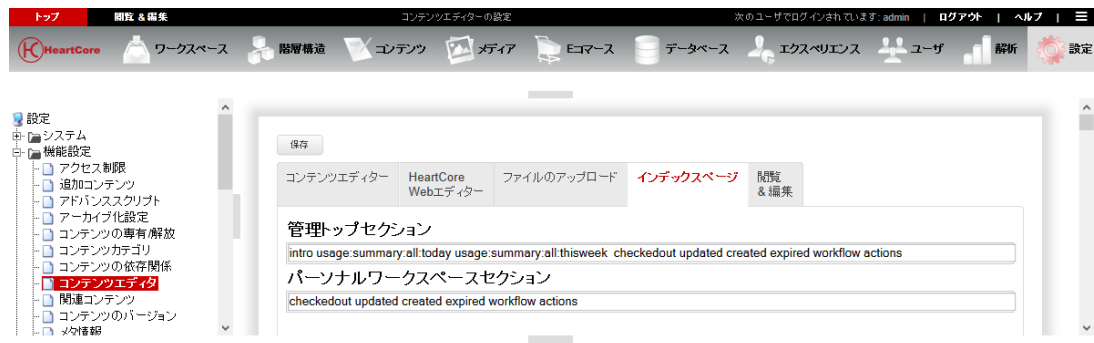 トップ 閲覧 & 編集 コンテンツエディターの設定 次のユーザでログインされています: admin | ログアウト | ヘルプ |
HeartCore ワークスペース 階層構造 コンテンツ メディア Eコマース データベース エクスペリエンス ユーザ 解析 設定
設定
システム
機能設定
アクセス制限
追加コンテンツ
アドバンススクリプト
アーカイブ化設定
コンテンツの専有/解放
コンテンツカテゴリ
コンテンツの依存関係
コンテンツエディタ
関連コンテンツ
コンテンツのバージョン
メタ情報
保存
コンテンツエディター HeartCore Webエディター ファイルのアップロード インデックスページ 閲覧 & 編集
管理トップセクション
intro usage:summary:all:today usage:summary:all:thisweek checkedout updated created expired workflow actions
パーソナルワークスペースセクション
checkedout updated created expired workflow actions